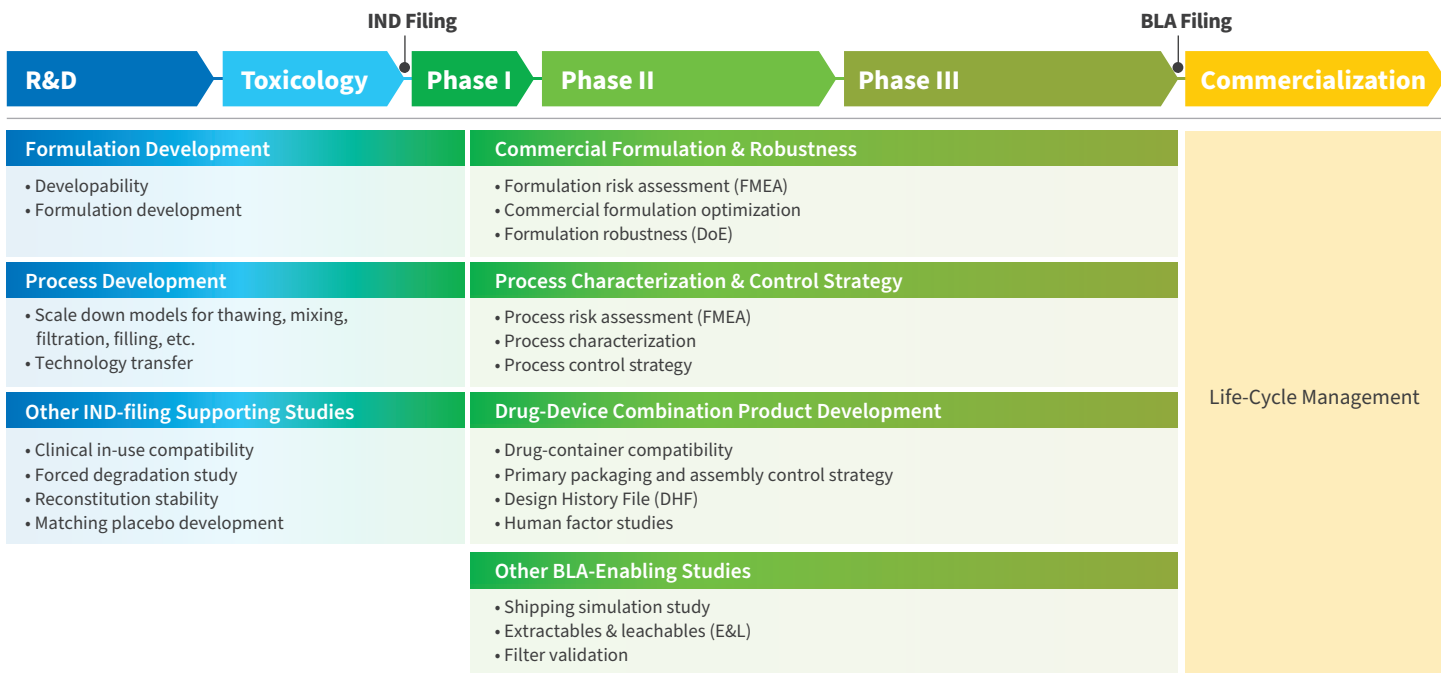 IND Filing
BLA Filing
R&D
Toxicology
Phase I
Phase II
Phase III
Commercialization
Formulation Development
• Developability
• Formulation development
Process Development
• Scale down models for thawing, mixing,
filtration, filling, etc.
• Technology transfer
Other IND-filing Supporting Studies
• Clinical in-use compatibility
• Forced degradation study
• Reconstitution stability
• Matching placebo development
Commercial Formulation & Robustness
• Formulation risk assessment (FMEA)
• Commercial formulation optimization
• Formulation robustness (DoE)
Process Characterization & Control Strategy
• Process risk assessment (FMEA)
• Process characterization
• Process control strategy
Drug-Device Combination Product Development
• Drug-container compatibility
• Primary packaging and assembly control strategy
• Design History File (DHF)
• Human factor studies
Other BLA-Enabling Studies
• Shipping simulation study
• Extractables & leachables (E&L)
• Filter validation
Life-Cycle Management